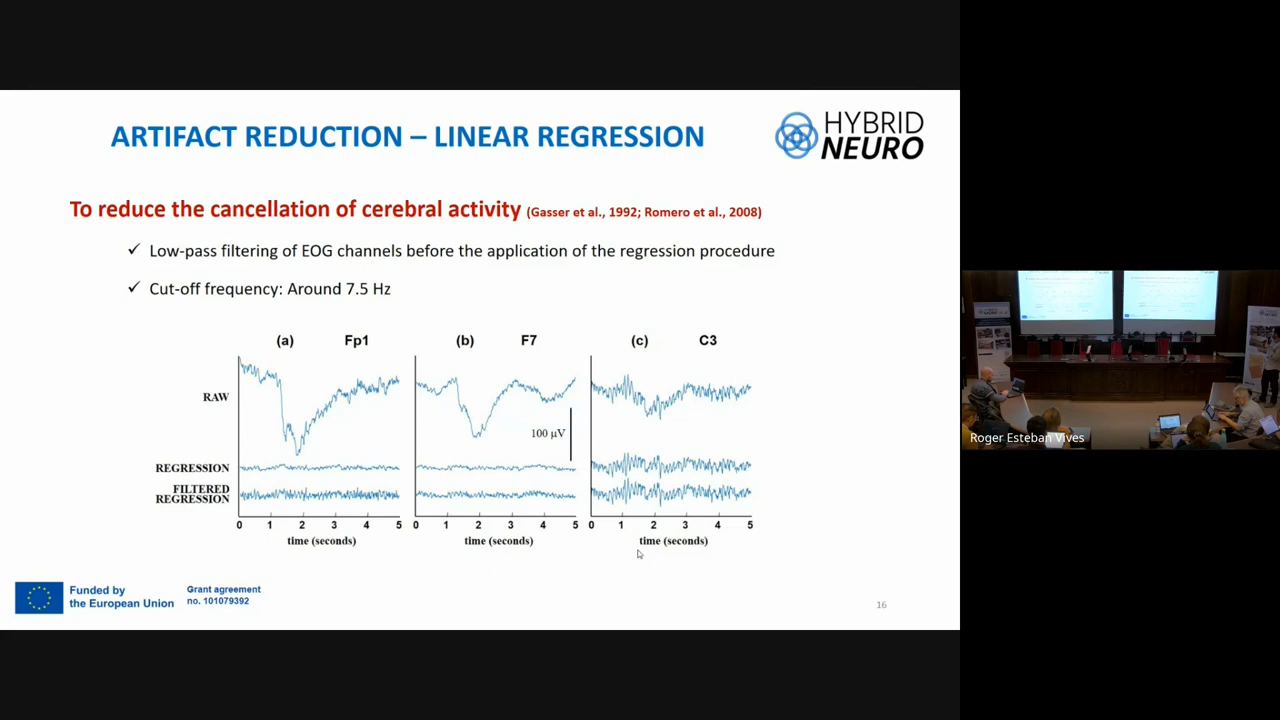 ARTIFACT REDUCTION – LINEAR REGRESSION
HYBRID
NEURO
To reduce the cancellation of cerebral activity (Gasser et al., 1992; Romero et al., 2008)
✓ Low-pass filtering of EOG channels before the application of the regression procedure
✓ Cut-off frequency: Around 7.5 Hz
(a) Fp1 (b) F7 (c) C3
RAW
100 µV
REGRESSION
FILTERED
REGRESSION
0 1 2 3 4 5 0 1 2 3 4 5 0 1 2 3 4 5
time (seconds) time (seconds) time (seconds)
Funded by
the European Union
Grant agreement
no. 101079392
16
Roger Esteban Vives